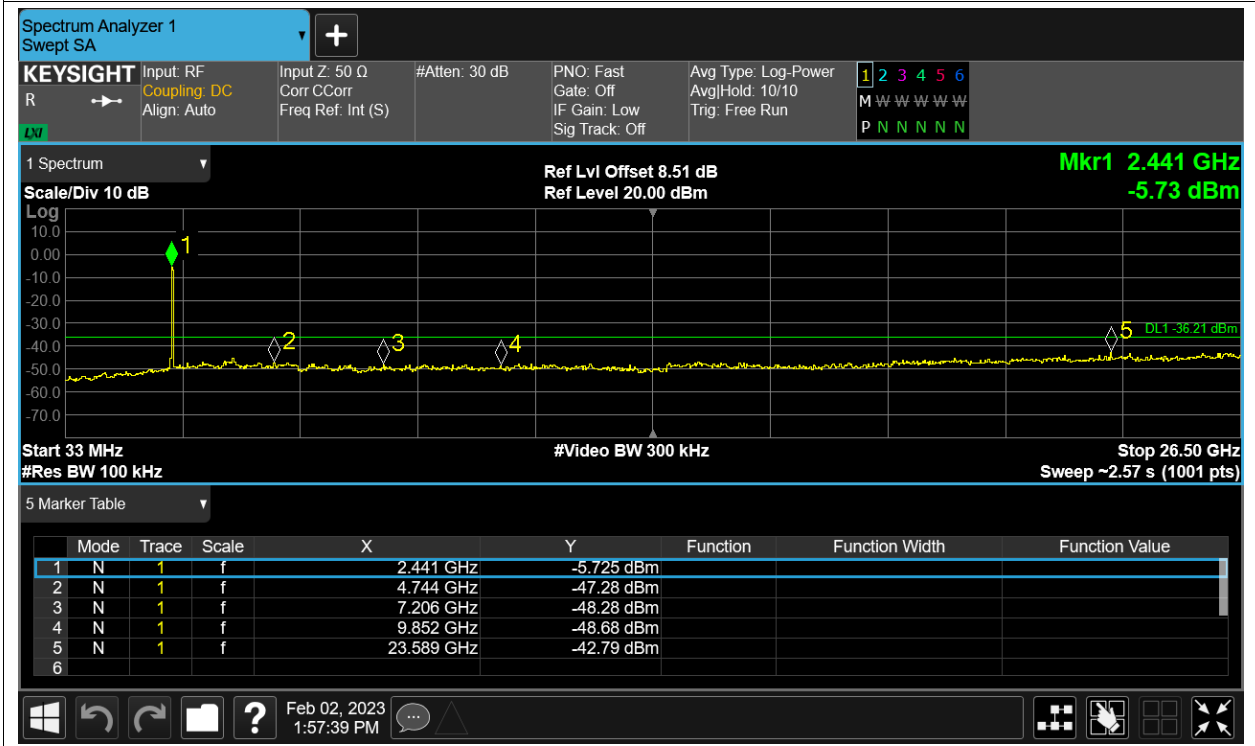 Spectrum Analyzer 1
Swept SA
+
KEYSIGHT
R
LXI
Input: RF
Coupling: DC
Align: Auto
Input Z: 50 Ω
Corr CCorr
Freq Ref: Int (S)
#Atten: 30 dB
PNO: Fast
Gate: Off
IF Gain: Low
Sig Track: Off
Avg Type: Log-Power
Avg|Hold: 10/10
Trig: Free Run
1 2 3 4 5 6
M W W W W W
P N N N N N
1 Spectrum
Scale/Div 10 dB
Ref Lvl Offset 8.51 dB
Ref Level 20.00 dBm
Mkr1 2.441 GHz
-5.73 dBm
Log
10.0
0.00
-10.0
-20.0
-30.0
-40.0
-50.0
-60.0
-70.0
1
2
3
4
5
DL1 -36.21 dBm
Start 33 MHz
#Res BW 100 kHz
#Video BW 300 kHz
Stop 26.50 GHz
Sweep ~2.57 s (1001 pts)
5 Marker Table
Mode Trace Scale X Y Function Function Width Function Value
1 N 1 f 2.441 GHz -5.725 dBm
2 N 1 f 4.744 GHz -47.28 dBm
3 N 1 f 7.206 GHz -48.28 dBm
4 N 1 f 9.852 GHz -48.68 dBm
5 N 1 f 23.589 GHz -42.79 dBm
6
?
Feb 02, 2023
1:57:39 PM